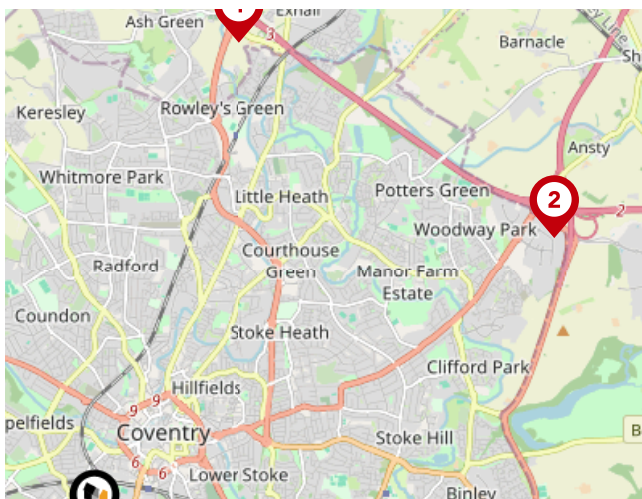 Ash Green
Exhall
3
Barnacle
Keresley
Rowley's Green
Ansty
Whitmore Park
Little Heath
Potters Green
2
2
Woodway Park
Courthouse
Green
Radford
Manor Farm
Estate
Coundon
Stoke Heath
Clifford Park
Hillfields
9
9
Coventry
Stoke Hill
6
6
Lower Stoke
Binley